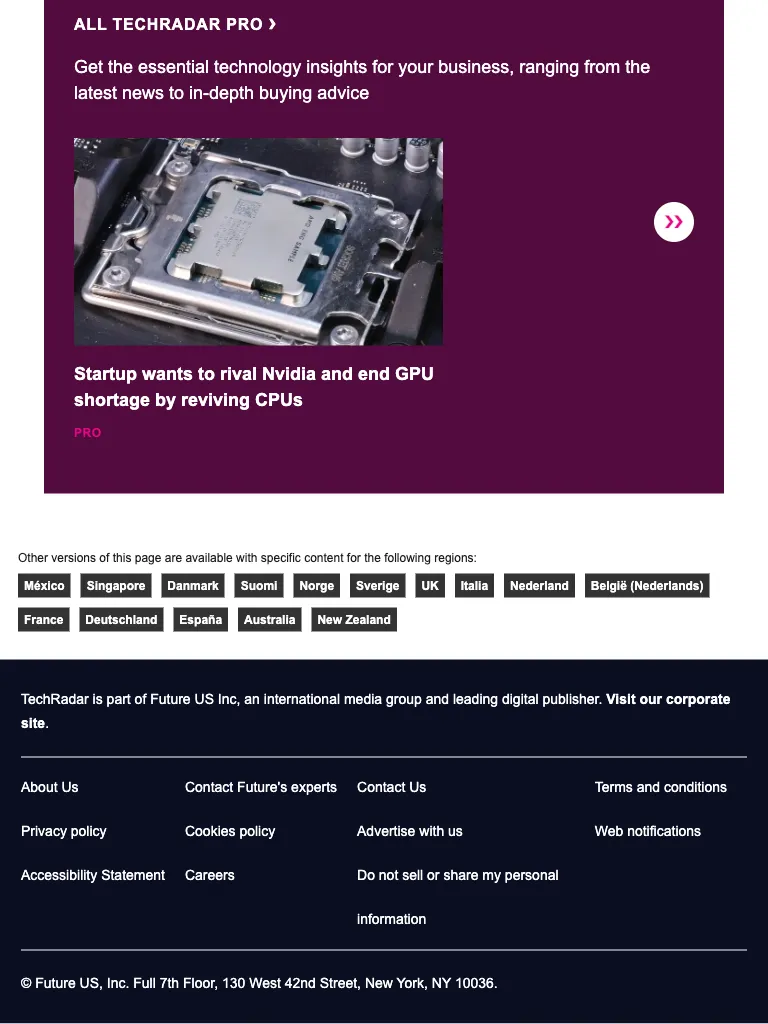 ALL TECHRADAR PRO ›
Get the essential technology insights for your business, ranging from the
latest news to in-depth buying advice
AMD ENG SAMPLE
Startup wants to rival Nvidia and end GPU
shortage by reviving CPUs
PRO
Other versions of this page are available with specific content for the following regions:
México Singapore Danmark Suomi Norge Sverige UK Italia Nederland België (Nederlands)
France Deutschland España Australia New Zealand
TechRadar is part of Future US Inc, an international media group and leading digital publisher. Visit our corporate
site.
About Us Contact Future's experts Contact Us Terms and conditions
Privacy policy Cookies policy Advertise with us Web notifications
Accessibility Statement Careers Do not sell or share my personal
information
© Future US, Inc. Full 7th Floor, 130 West 42nd Street, New York, NY 10036.